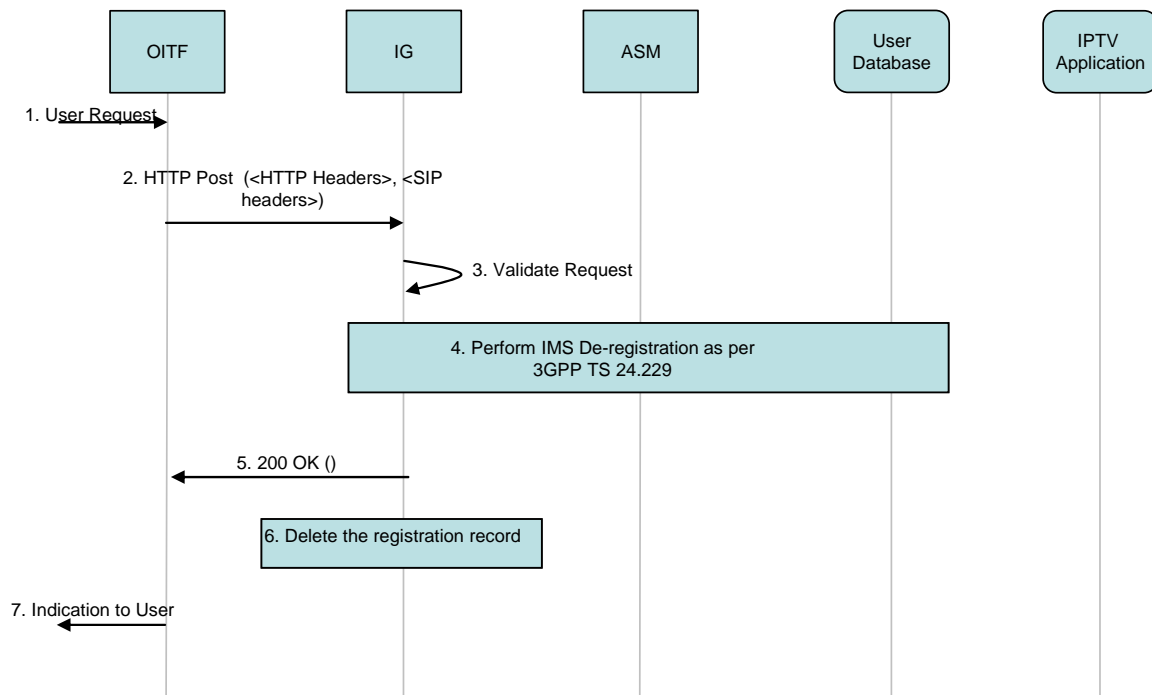 OITF
IG
ASM
User
Database
IPTV
Application
1. User Request
2. HTTP Post (<HTTP Headers>, <SIP
headers>)
3. Validate Request
4. Perform IMS De-registration as per
3GPP TS 24.229
5. 200 OK ()
6. Delete the registration record
7. Indication to User